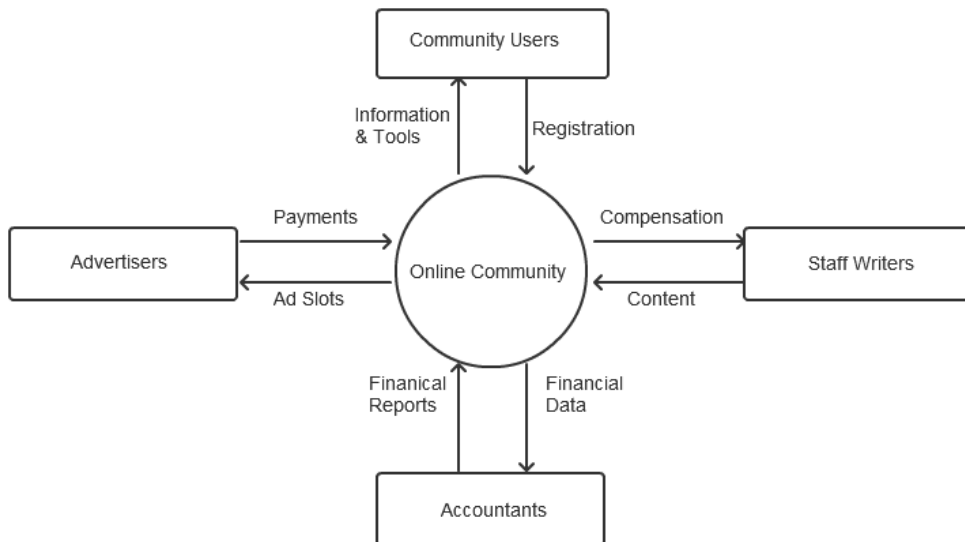 Community Users
Information
& Tools
Registration
Payments
Compensation
Advertisers
Online Community
Staff Writers
Ad Slots
Content
Finanical
Reports
Financial
Data
Accountants